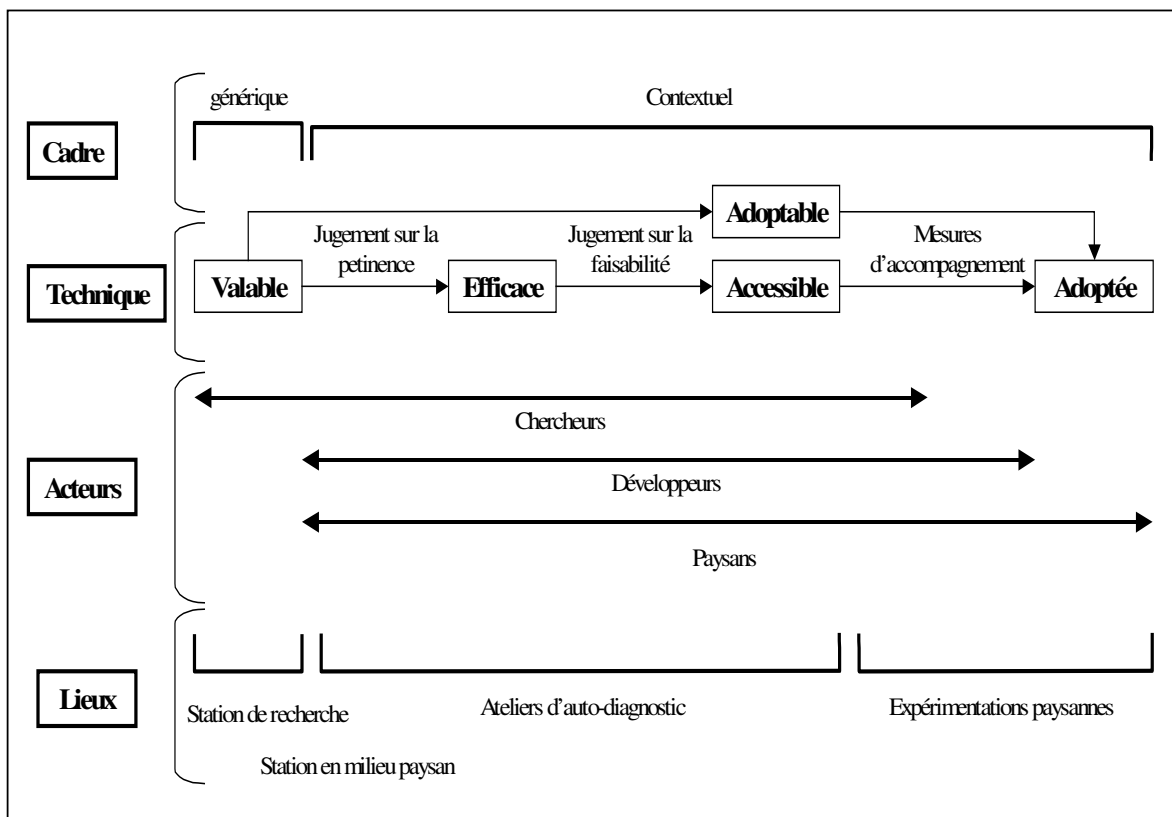 générique
Contextuel
Cadre
Adoptable
Jugement sur la
petinence
Jugement sur la
faisabilité
Mesures
d’accompagnement
Technique
Valable
Efficace
Accessible
Adoptée
Chercheurs
Acteurs
Développeurs
Paysans
Lieux
Station de recherche
Ateliers d’auto-diagnostic
Expérimentations paysannes
Station en milieu paysan